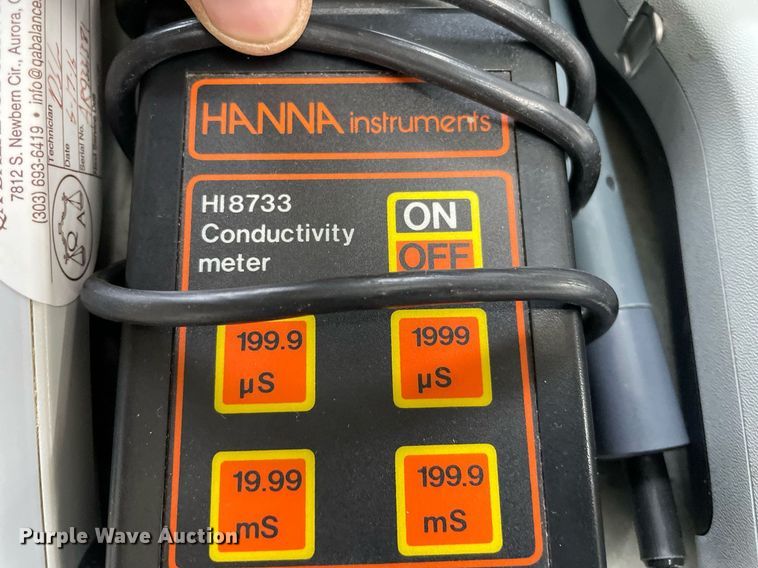 7812 S. Newbern Cir., Aurora,
(303) 693-6419 • info@qabalance
Technician
Date
Serial No.
HANNA instruments
HI 8733
Conductivity
meter
ON
OFF
199.9
µS
1999
µS
19.99
mS
199.9
mS
Purple Wave Auction